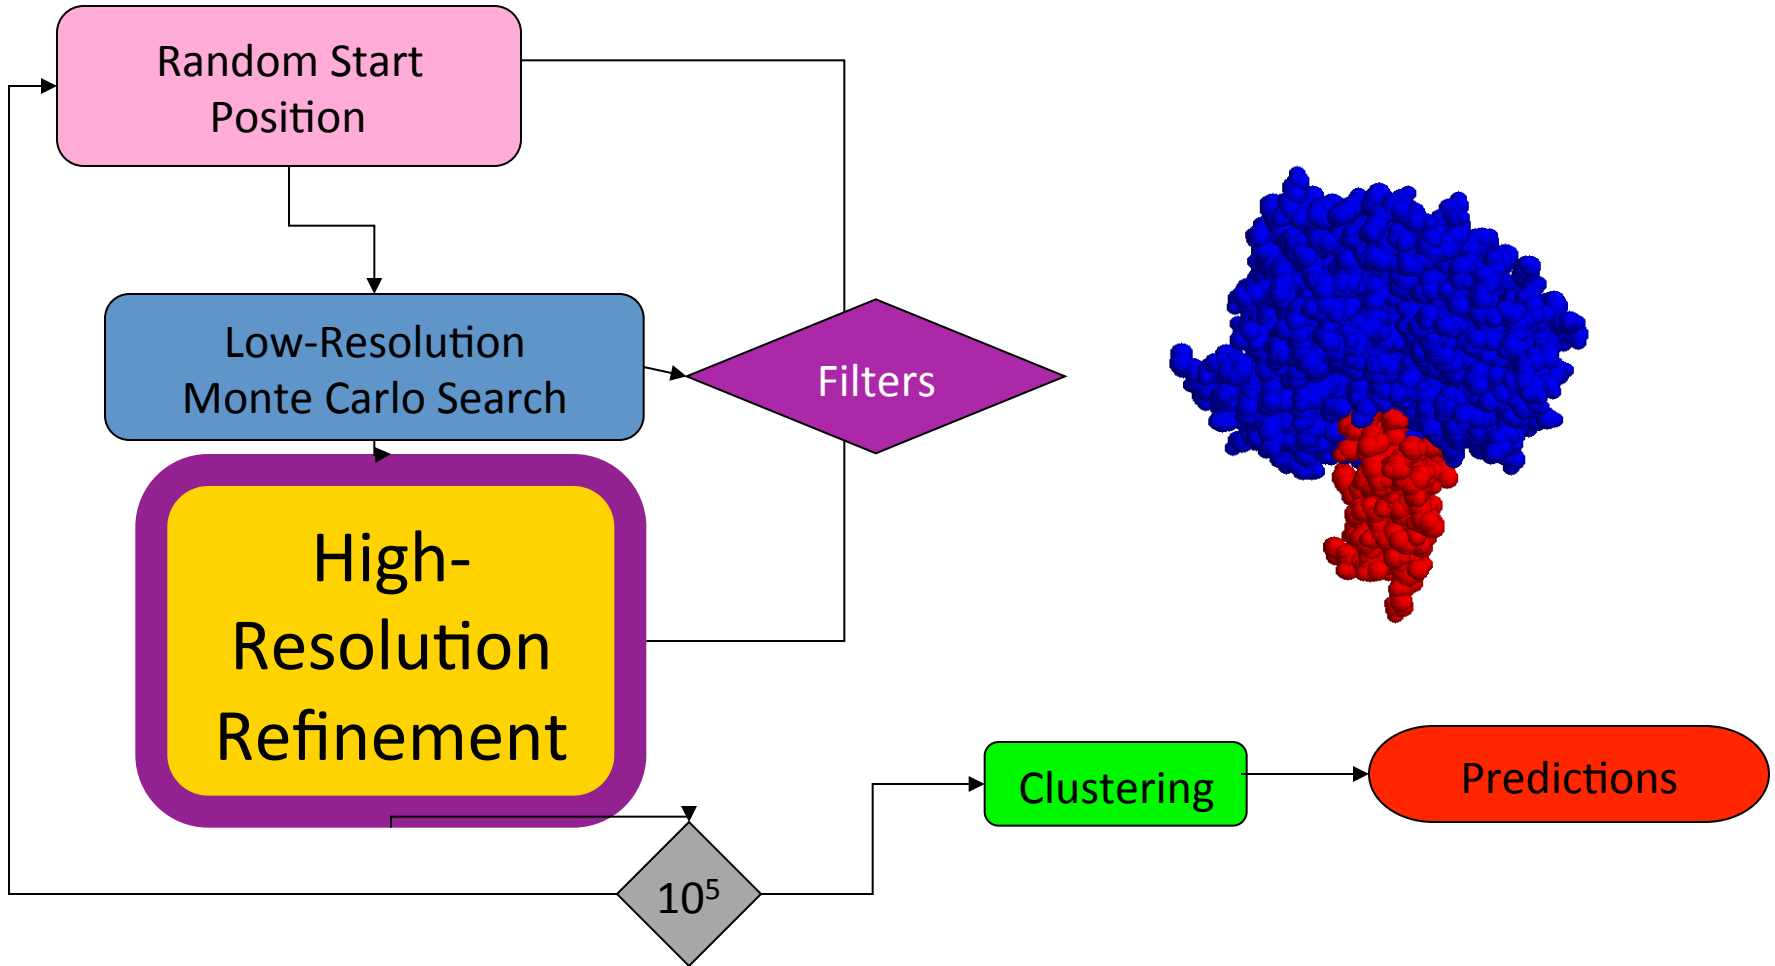 Random Start
Position
Low-Resolution
Monte Carlo Search
Filters
High-
Resolution
Refinement
Clustering
Predictions
10⁵